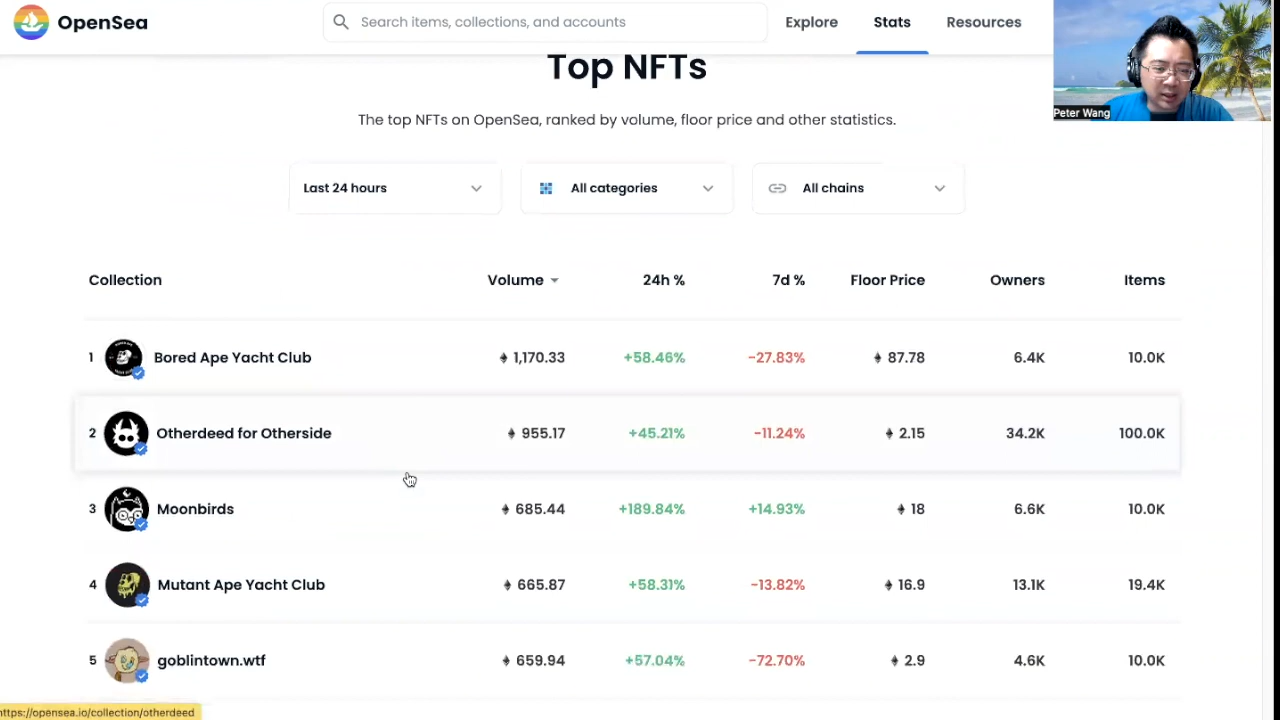 OpenSea
Search items, collections, and accounts
Explore
Stats
Resources
Peter Wang
Top NFTs
The top NFTs on OpenSea, ranked by volume, floor price and other statistics.
Last 24 hours
All categories
All chains
Collection Volume 24h % 7d % Floor Price Owners Items
1 Bored Ape Yacht Club 1,170.33 +58.46% -27.83% 87.78 6.4K 10.0K
2 Otherdeed for Otherside 955.17 +45.21% -11.24% 2.15 34.2K 100.0K
3 Moonbirds 685.44 +189.84% +14.93% 18 6.6K 10.0K
4 Mutant Ape Yacht Club 665.87 +58.31% -13.82% 16.9 13.1K 19.4K
5 goblintown.wtf 659.94 +57.04% -72.70% 2.9 4.6K 10.0K
https://opensea.io/collection/otherdeed